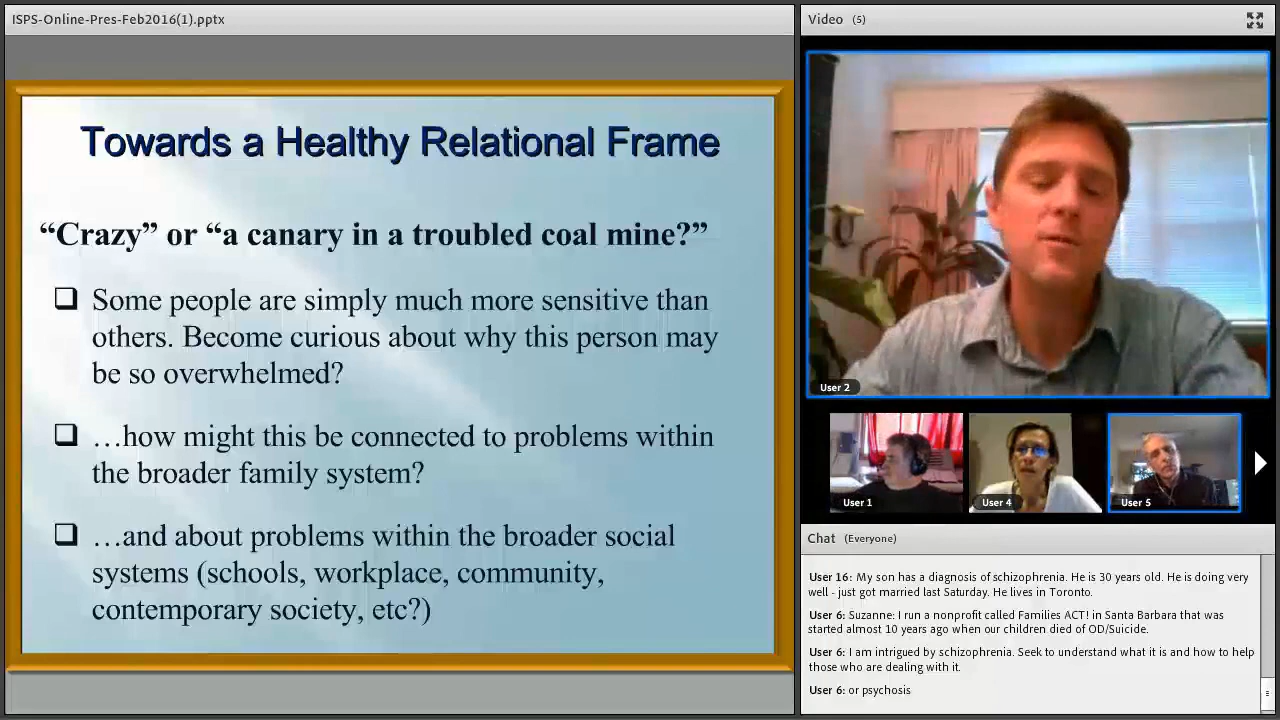 ISPS-Online-Pres-Feb2016(1).pptx
Towards a Healthy Relational Frame
“Crazy” or “a canary in a troubled coal mine?”
❑ Some people are simply much more sensitive than
others. Become curious about why this person may
be so overwhelmed?
❑ …how might this be connected to problems within
the broader family system?
❑ …and about problems within the broader social
systems (schools, workplace, community,
contemporary society, etc?)
Video (5)
User 2
User 1
User 4
User 5
Chat (Everyone)
User 16: My son has a diagnosis of schizophrenia. He is 30 years old. He is doing very
well - just got married last Saturday. He lives in Toronto.
User 6: Suzanne: I run a nonprofit called Families ACT! in Santa Barbara that was
started almost 10 years ago when our children died of OD/Suicide.
User 6: I am intrigued by schizophrenia. Seek to understand what it is and how to help
those who are dealing with it.
User 6: or psychosis